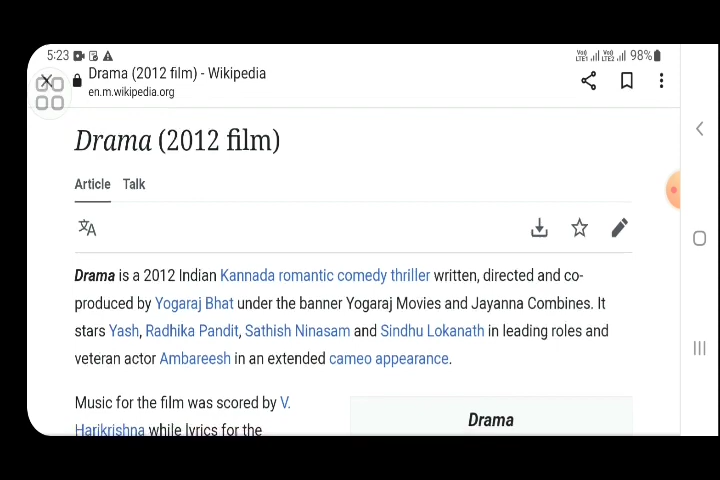 5:23 98%
Drama (2012 film) - Wikipedia
en.m.wikipedia.org
Drama (2012 film)
Article Talk
Drama is a 2012 Indian Kannada romantic comedy thriller written, directed and co-
produced by Yogaraj Bhat under the banner Yogaraj Movies and Jayanna Combines. It
stars Yash, Radhika Pandit, Sathish Ninasam and Sindhu Lokanath in leading roles and
veteran actor Ambareesh in an extended cameo appearance.
Music for the film was scored by V.
Harikrishna while lyrics for the
Drama